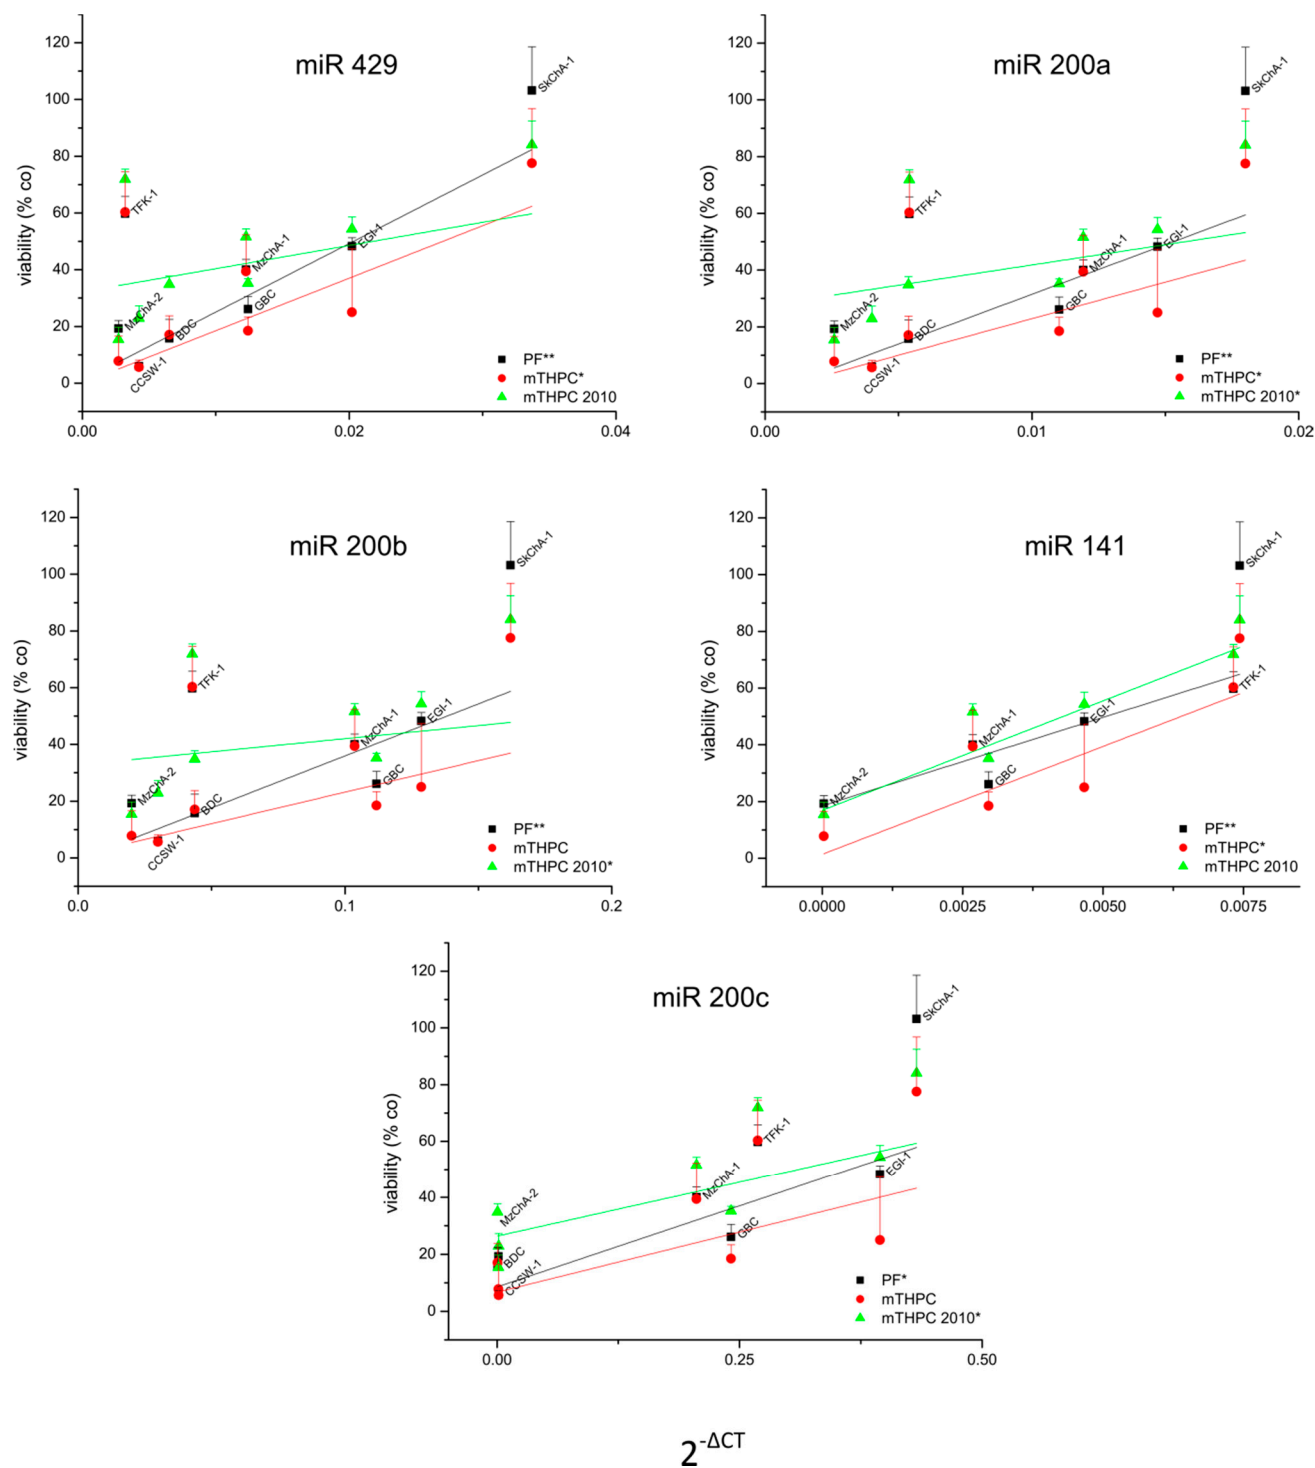 miR 429
viability (% co)
120
100
80
60
40
20
0
0.00
0.02
0.04
SkChA-1
TFK-1
MzChA-1
EGI-1
GBC
MzChA-2
BDC
CCSW-1
PF**
mTHPC*
mTHPC 2010
miR 200a
viability (% co)
120
100
80
60
40
20
0
0.00
0.01
0.02
SkChA-1
TFK-1
MzChA-1
EGI-1
GBC
MzChA-2
BDC
CCSW-1
PF**
mTHPC*
mTHPC 2010*
miR 200b
viability (% co)
120
100
80
60
40
20
0
0.0
0.1
0.2
SkChA-1
TFK-1
MzChA-1
EGI-1
GBC
MzChA-2
BDC
CCSW-1
PF**
mTHPC
mTHPC 2010*
miR 141
viability (% co)
120
100
80
60
40
20
0
0.0000
0.0025
0.0050
0.0075
SkChA-1
TFK-1
MzChA-1
EGI-1
GBC
MzChA-2
PF**
mTHPC*
mTHPC 2010
miR 200c
viability (% co)
120
100
80
60
40
20
0
0.00
0.25
0.50
SkChA-1
TFK-1
MzChA-1
EGI-1
GBC
MzChA-2
BDC
CCSW-1
PF*
mTHPC
mTHPC 2010*
2^-ΔCT